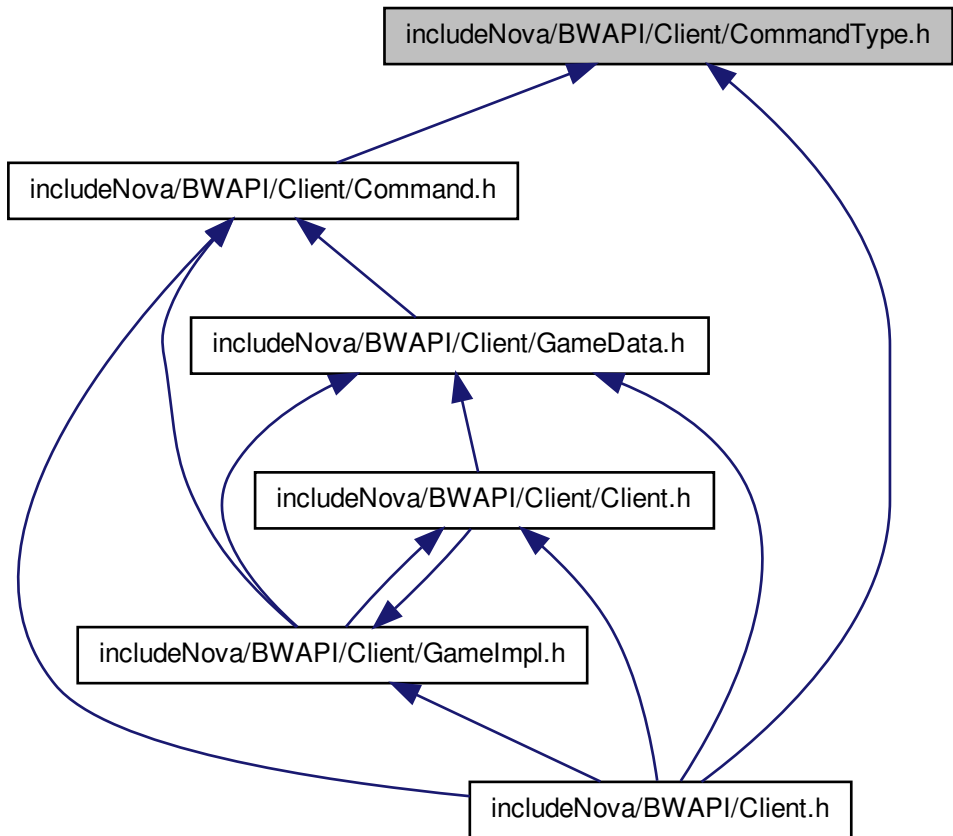 includeNova/BWAPI/Client/CommandType.h
includeNova/BWAPI/Client/Command.h
includeNova/BWAPI/Client/GameData.h
includeNova/BWAPI/Client/Client.h
includeNova/BWAPI/Client/GameImpl.h
includeNova/BWAPI/Client.h